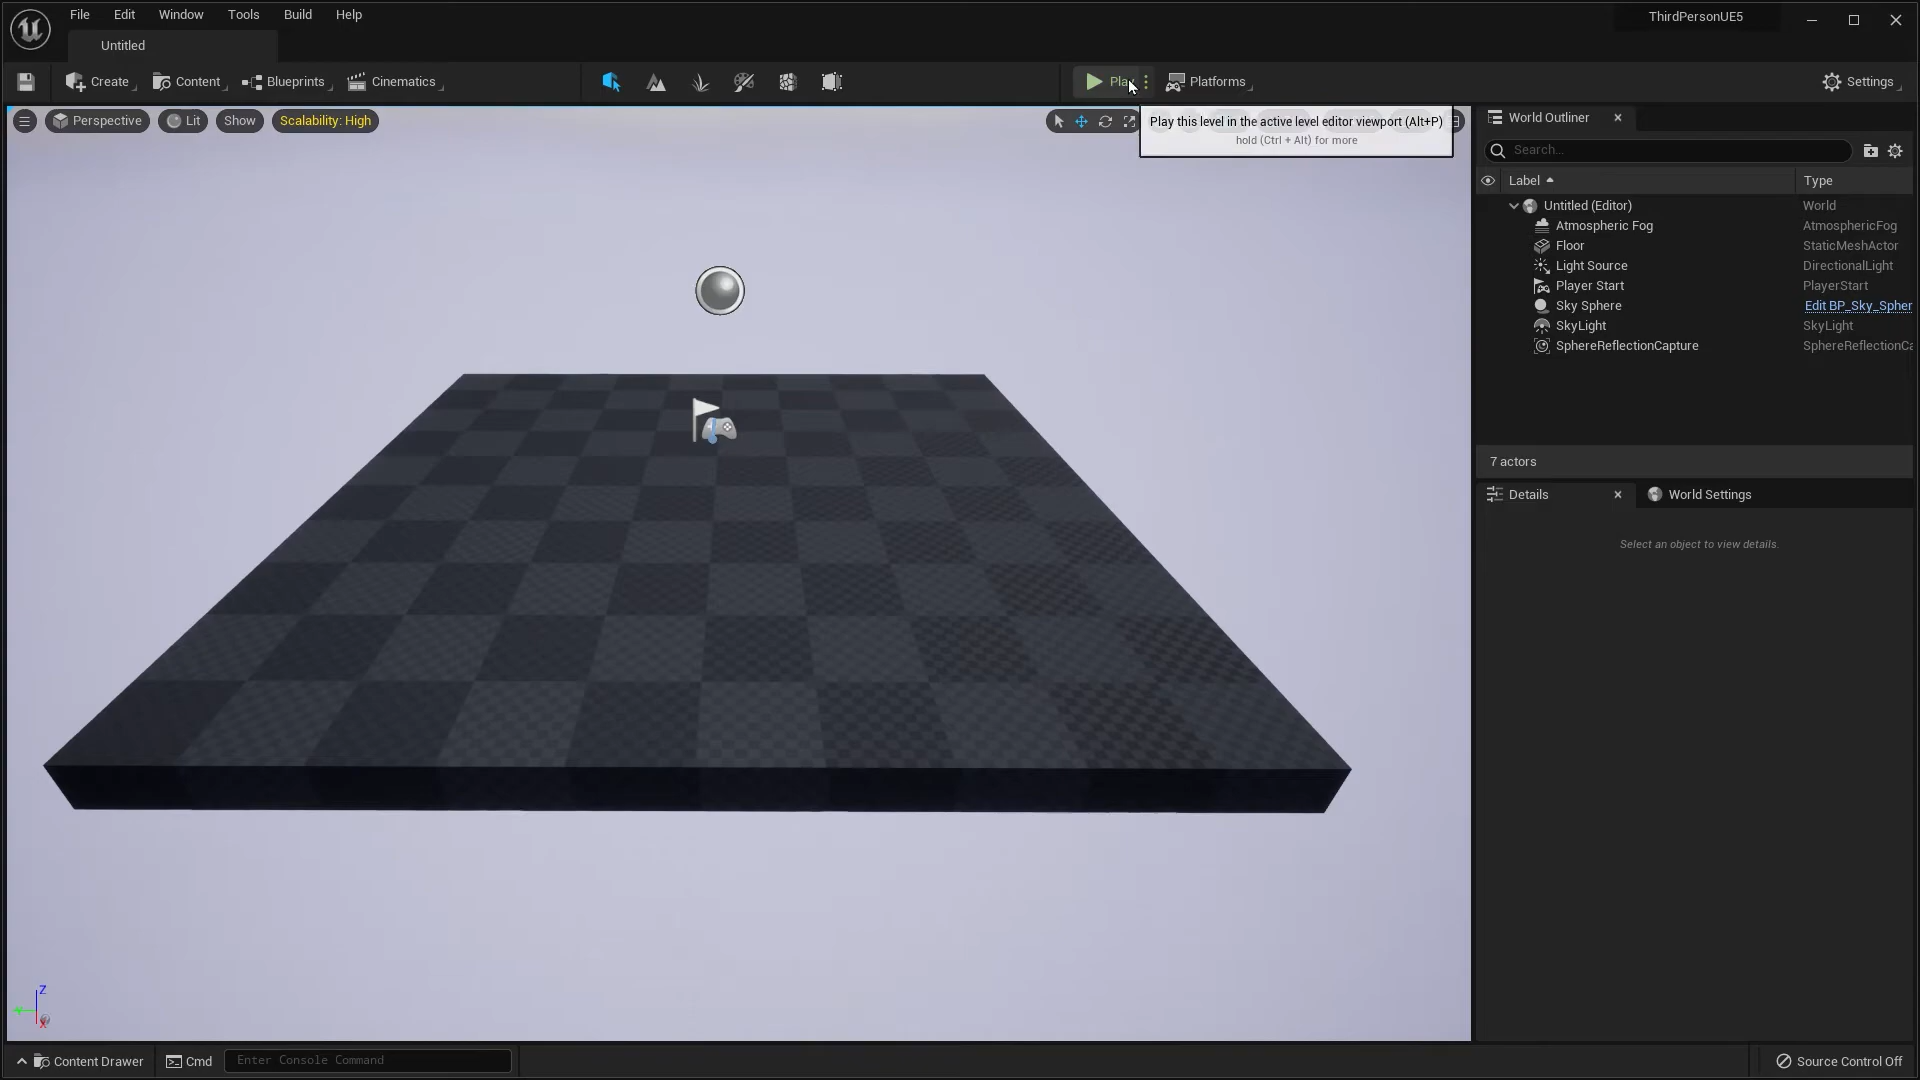 File Edit Window Tools Build Help
ThirdPersonUE5
Untitled
Create Content Blueprints Cinematics
Play Platforms
Settings
Perspective Lit Show Scalability: High
Play this level in the active level editor viewport (Alt+P)
hold (Ctrl + Alt) for more
World Outliner
Search...
Label Type
Untitled (Editor) World
Atmospheric Fog AtmosphericFog
Floor StaticMeshActor
Light Source DirectionalLight
Player Start PlayerStart
Sky Sphere Edit BP_Sky_Spher
SkyLight SkyLight
SphereReflectionCapture SphereReflectionCa
7 actors
Details World Settings
Select an object to view details.
Z
X
Content Drawer Cmd Enter Console Command
Source Control Off